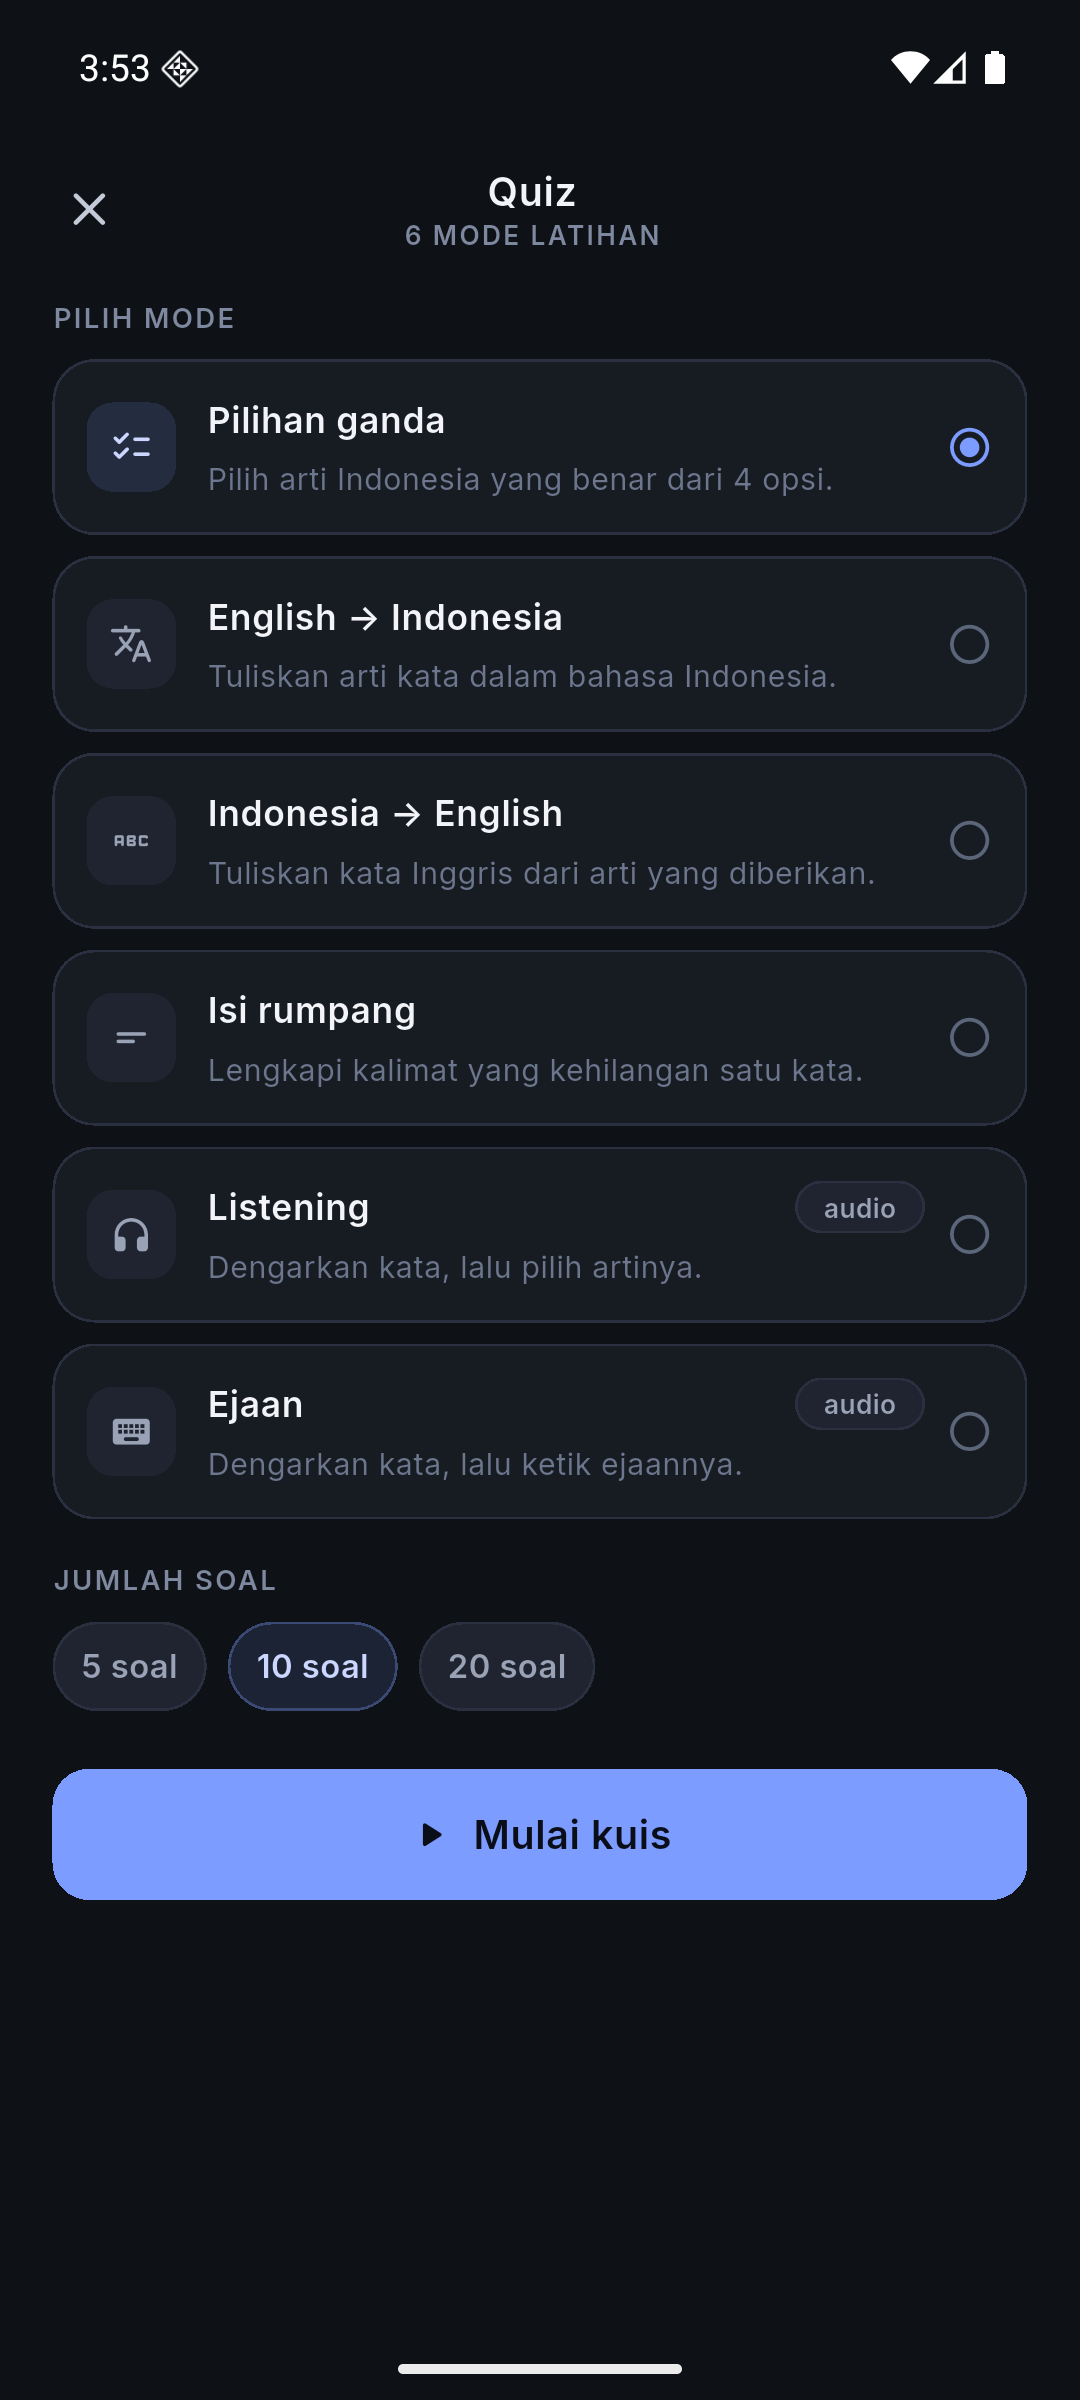 3:53
Quiz
6 MODE LATIHAN
PILIH MODE
Pilihan ganda
Pilih arti Indonesia yang benar dari 4 opsi.
English → Indonesia
Tuliskan arti kata dalam bahasa Indonesia.
ABC
Indonesia → English
Tuliskan kata Inggris dari arti yang diberikan.
Isi rumpang
Lengkapi kalimat yang kehilangan satu kata.
Listening
audio
Dengarkan kata, lalu pilih artinya.
Ejaan
audio
Dengarkan kata, lalu ketik ejaannya.
JUMLAH SOAL
5 soal
10 soal
20 soal
Mulai kuis